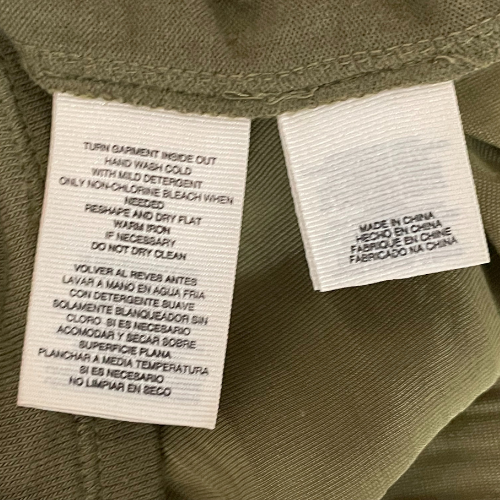 TURN GARMENT INSIDE OUT
HAND WASH COLD
WITH MILD DETERGENT
ONLY NON-CHLORINE BLEACH WHEN
NEEDED
RESHAPE AND DRY FLAT
WARM IRON
IF NECESSARY
DO NOT DRY CLEAN
VOLVER AL REVES ANTES
LAVAR A MANO EN AGUA FRIA
CON DETERGENTE SUAVE
SOLAMENTE BLANQUEADOR SIN
CLORO SI ES NECESARIO
ACOMODAR Y SECAR SOBRE
SUPERFICIE PLANA
PLANCHAR A MEDIA TEMPERATURA
SI ES NECESARIO
NO LIMPIAR EN SECO
MADE IN CHINA
HECHO EN CHINA
FABRIQUE EN CHINE
FABRICADO NA CHINA